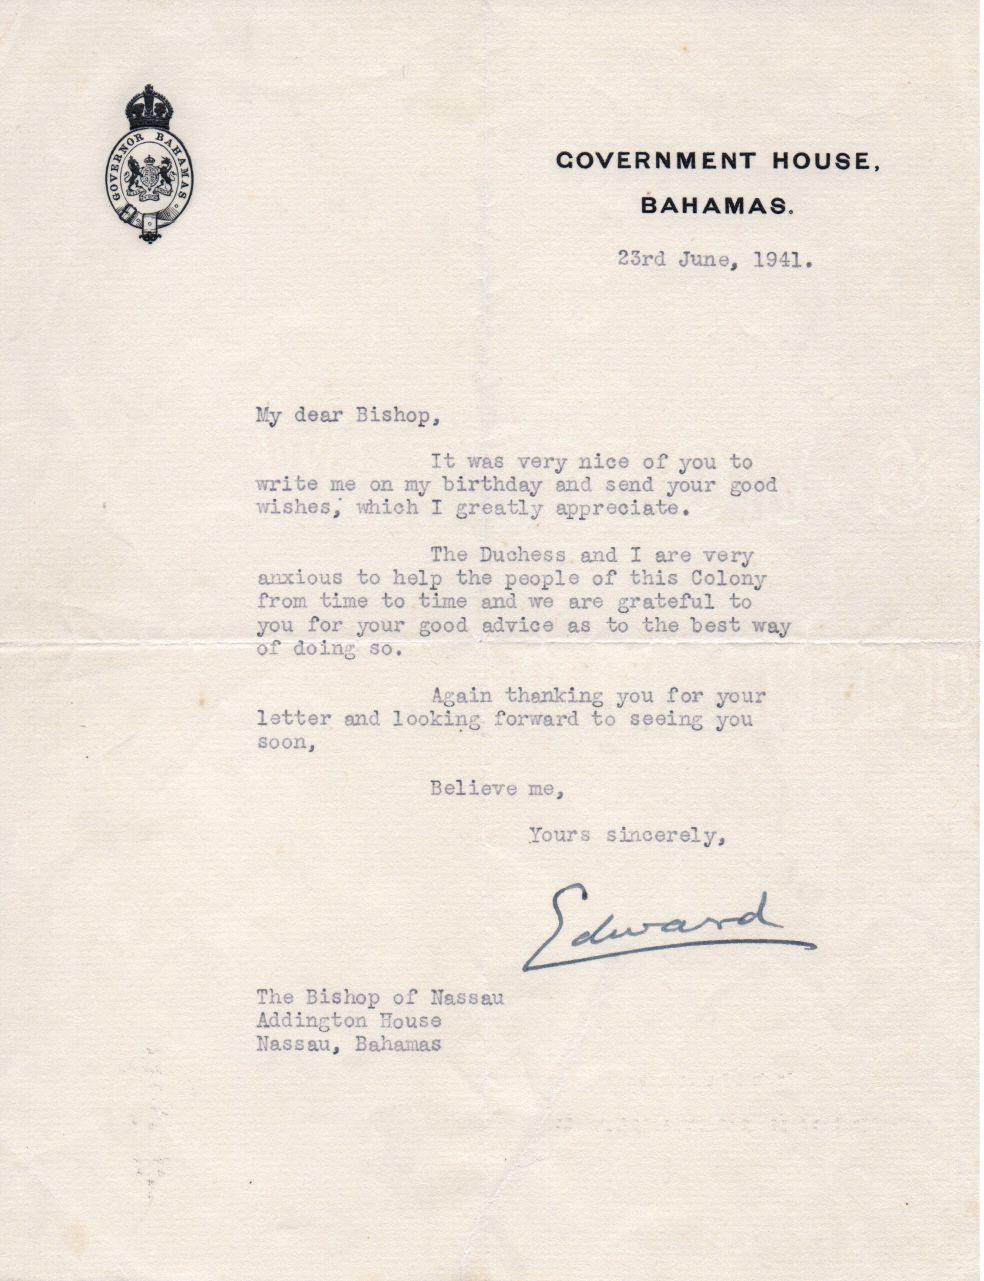 GOVERNOR BAHAMAS.
GOVERNMENT HOUSE,
BAHAMAS.
23rd June, 1941.
My dear Bishop,
It was very nice of you to
write me on my birthday and send your good
wishes, which I greatly appreciate.
The Duchess and I are very
anxious to help the people of this Colony
from time to time and we are grateful to
you for your good advice as to the best way
of doing so.
Again thanking you for your
letter and looking forward to seeing you
soon,
Believe me,
Yours sincerely,
Edward
The Bishop of Nassau
Addington House
Nassau, Bahamas